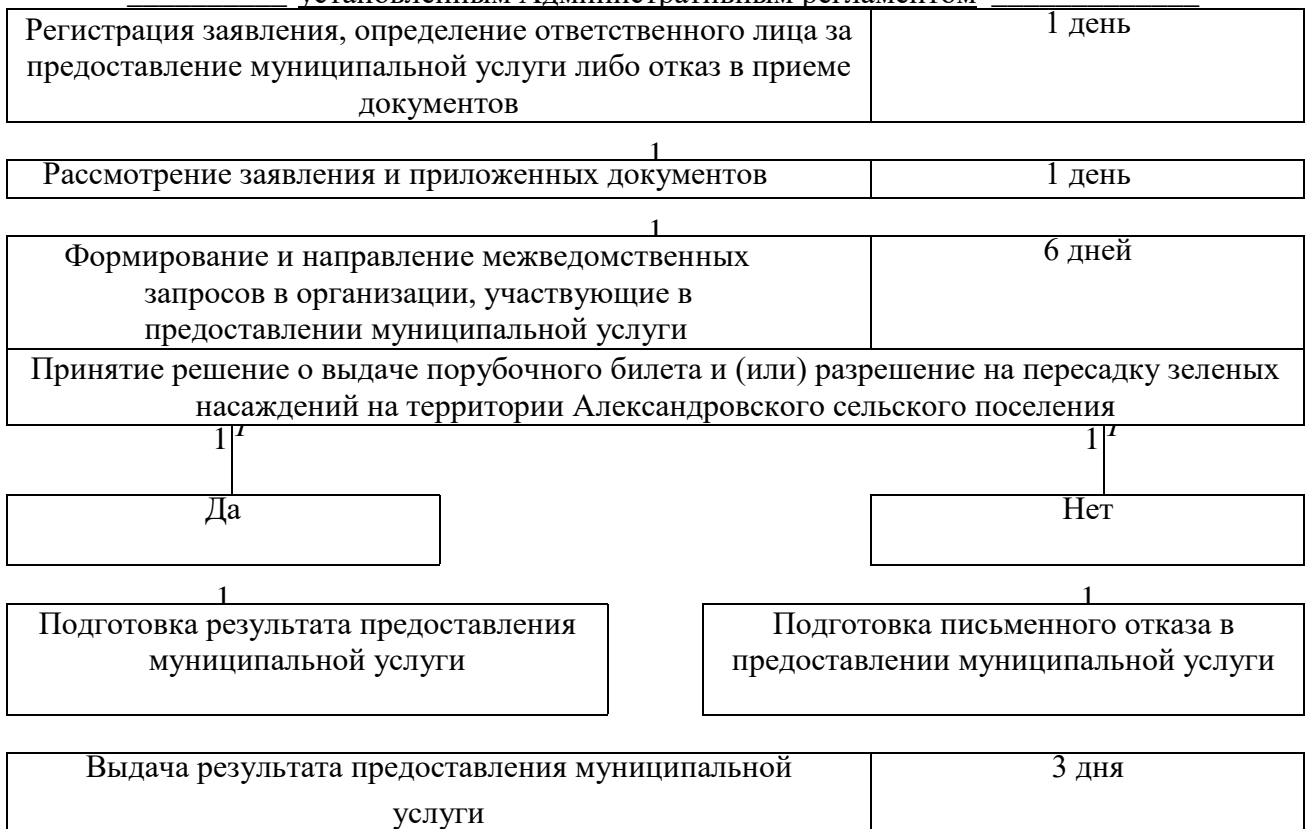 установленным Административным регламентом
Регистрация заявления, определение ответственного лица за
предоставление муниципальной услуги либо отказ в приеме
документов
1 день
1
Рассмотрение заявления и приложенных документов
1 день
1
Формирование и направление межведомственных
запросов в организации, участвующие в
предоставлении муниципальной услуги
6 дней
Принятие решение о выдаче порубочного билета и (или) разрешение на пересадку зеленых
насаждений на территории Александровского сельского поселения
1 1
Да
Нет
1 1
Подготовка результата предоставления
муниципальной услуги
Подготовка письменного отказа в
предоставлении муниципальной услуги
Выдача результата предоставления муниципальной
услуги
3 дня